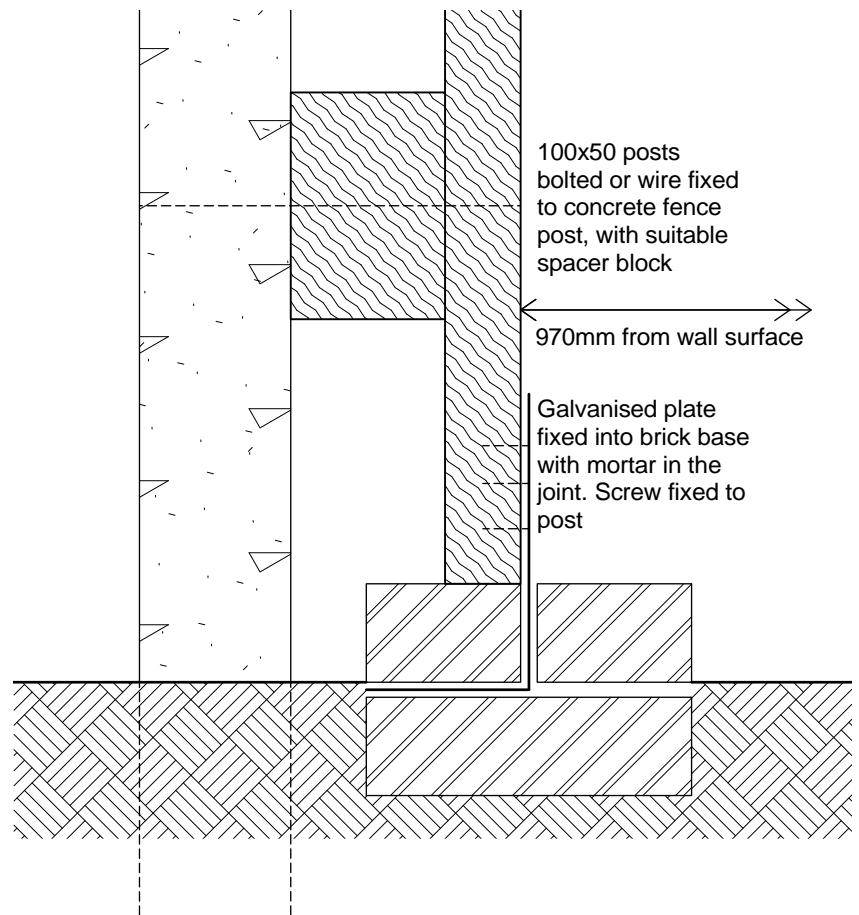 100x50 posts
bolted or wire fixed
to concrete fence
post, with suitable
spacer block
970mm from wall surface
Galvanised plate
fixed into brick base
with mortar in the
joint. Screw fixed to
post